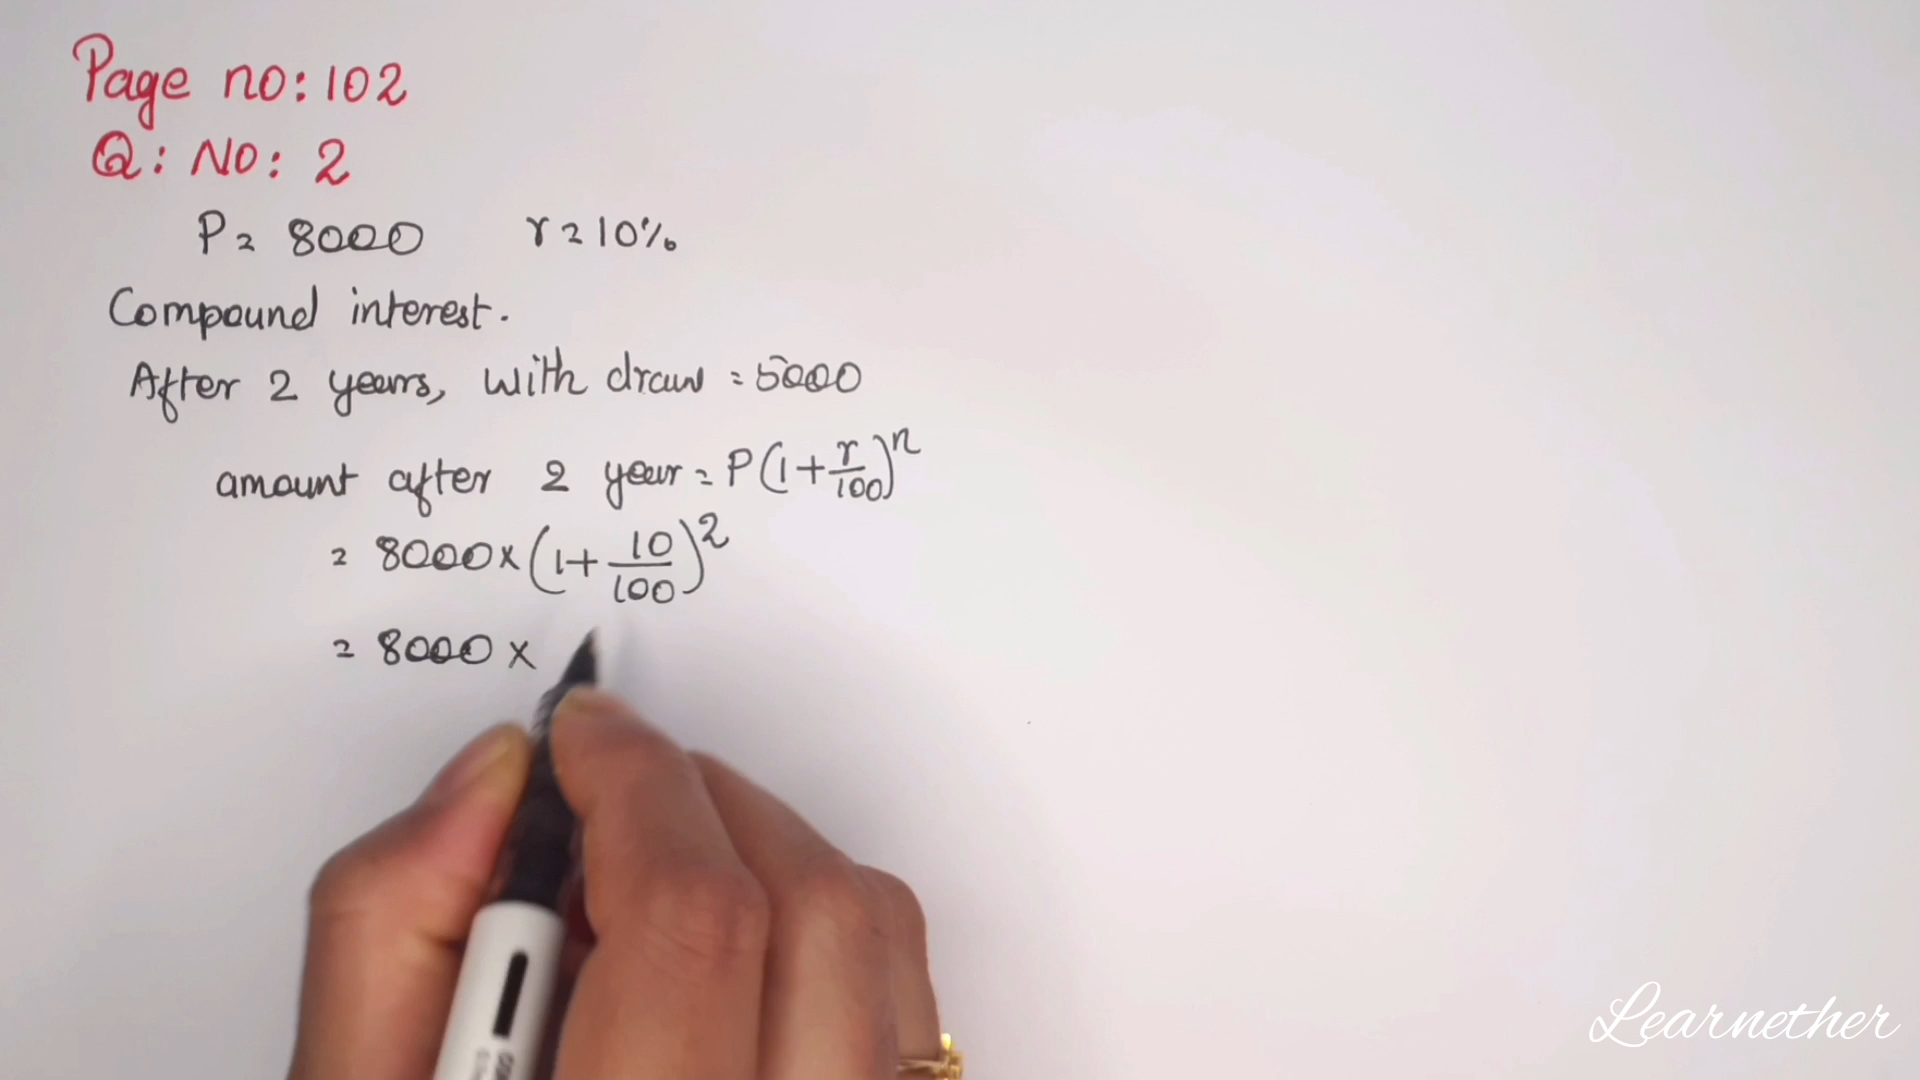 Page no: 102
Q: NO: 2
P = 8000 r = 10%
Compound interest.
After 2 years, with draw = 5000
amount after 2 year = P(1+r/100)^n
= 8000 × (1 + 10/100)^2
= 8000 ×
Learnether